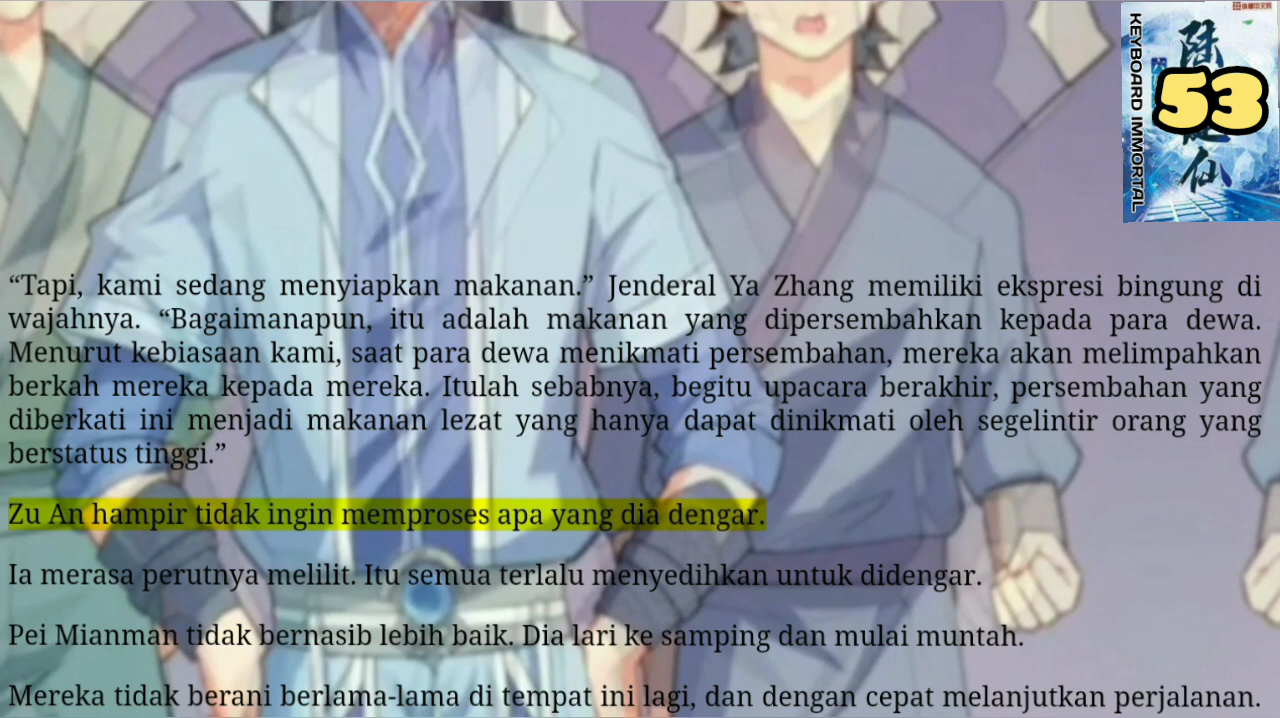 KEYBOARD IMMORTAL
53
仙
“Tapi, kami sedang menyiapkan makanan.” Jenderal Ya Zhang memiliki ekspresi bingung di
wajahnya. “Bagaimanapun, itu adalah makanan yang dipersembahkan kepada para dewa.
Menurut kebiasaan kami, saat para dewa menikmati persembahan, mereka akan melimpahkan
berkah mereka kepada mereka. Itulah sebabnya, begitu upacara berakhir, persembahan yang
diberkati ini menjadi makanan lezat yang hanya dapat dinikmati oleh segelintir orang yang
berstatus tinggi.”
Zu An hampir tidak ingin memproses apa yang dia dengar.
Ia merasa perutnya melilit. Itu semua terlalu menyedihkan untuk didengar.
Pei Mianman tidak bernasib lebih baik. Dia lari ke samping dan mulai muntah.
Mereka tidak berani berlama-lama di tempat ini lagi, dan dengan cepat melanjutkan perjalanan.